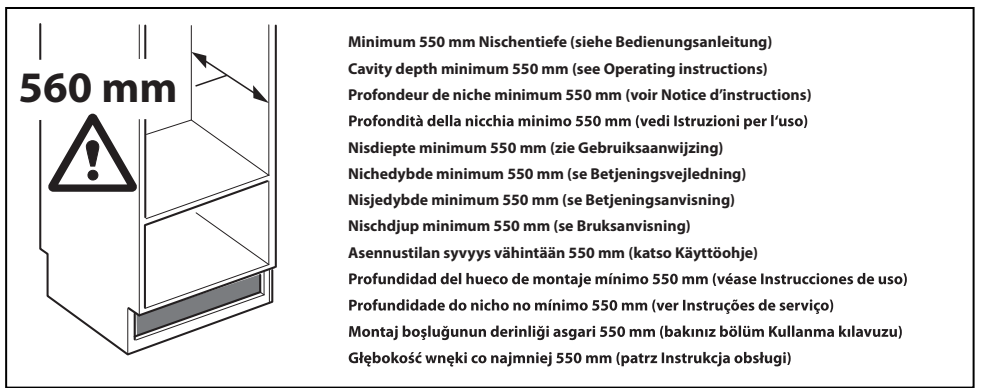 560 mm
Minimum 550 mm Nischentiefe (siehe Bedienungsanleitung)
Cavity depth minimum 550 mm (see Operating instructions)
Profondeur de niche minimum 550 mm (voir Notice d’instructions)
Profondità della nicchia minimo 550 mm (vedi Istruzioni per l‘uso)
Nisdiepte minimum 550 mm (zie Gebruiksaanwijzing)
Nichedybde minimum 550 mm (se Betjeningsvejledning)
Nisjedybde minimum 550 mm (se Betjeningsanvisning)
Nischdjup minimum 550 mm (se Bruksanvisning)
Asennustilan syvyys vähintään 550 mm (katso Käyttöohje)
Profundidad del hueco de montaje mínimo 550 mm (véase Instrucciones de uso)
Profundidade do nicho no mínimo 550 mm (ver Instruções de serviço)
Montaj boşluğunun derinliği asgari 550 mm (bakınız bölüm Kullanma kılavuzu)
Głębokość wnęki co najmniej 550 mm (patrz Instrukcja obsługi)